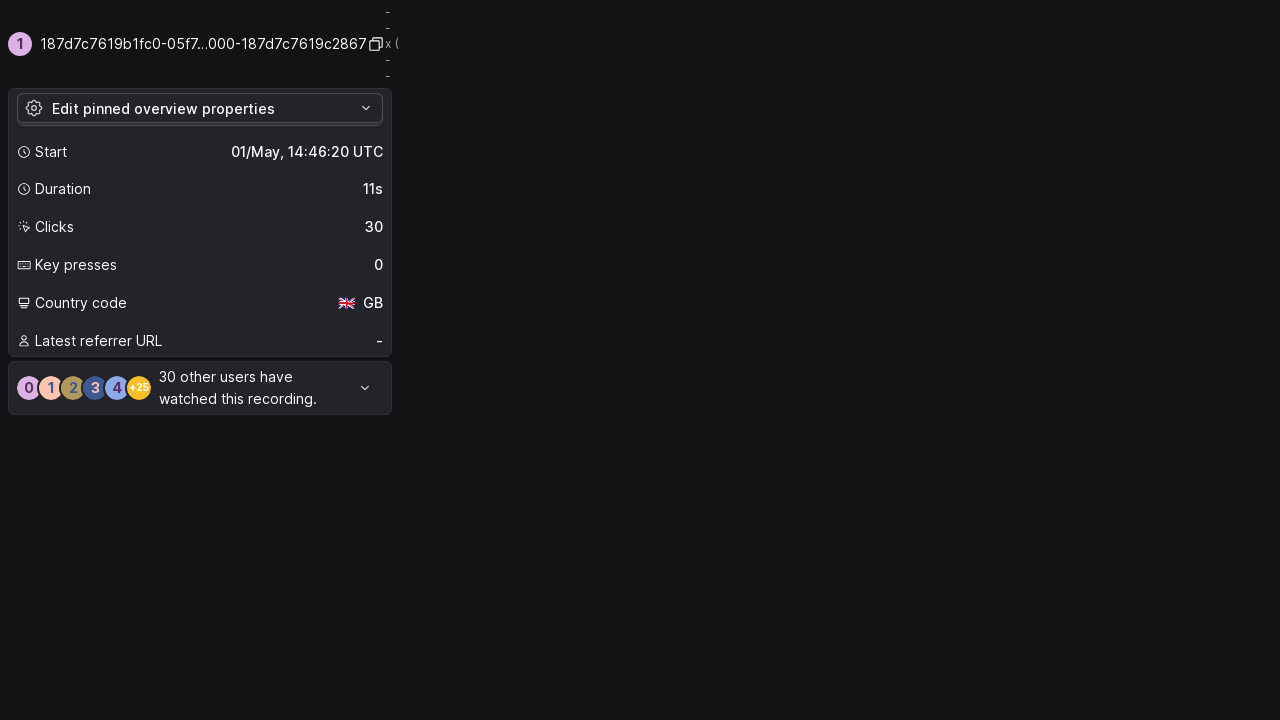 1 187d7c7619b1fc0-05f7…000-187d7c7619c2867
-
-
x (
-
-
Edit pinned overview properties
Start 01/May, 14:46:20 UTC
Duration 11s
Clicks 30
Key presses 0
Country code 🇬🇧 GB
Latest referrer URL -
0 1 2 3 4 +25
30 other users have
watched this recording.